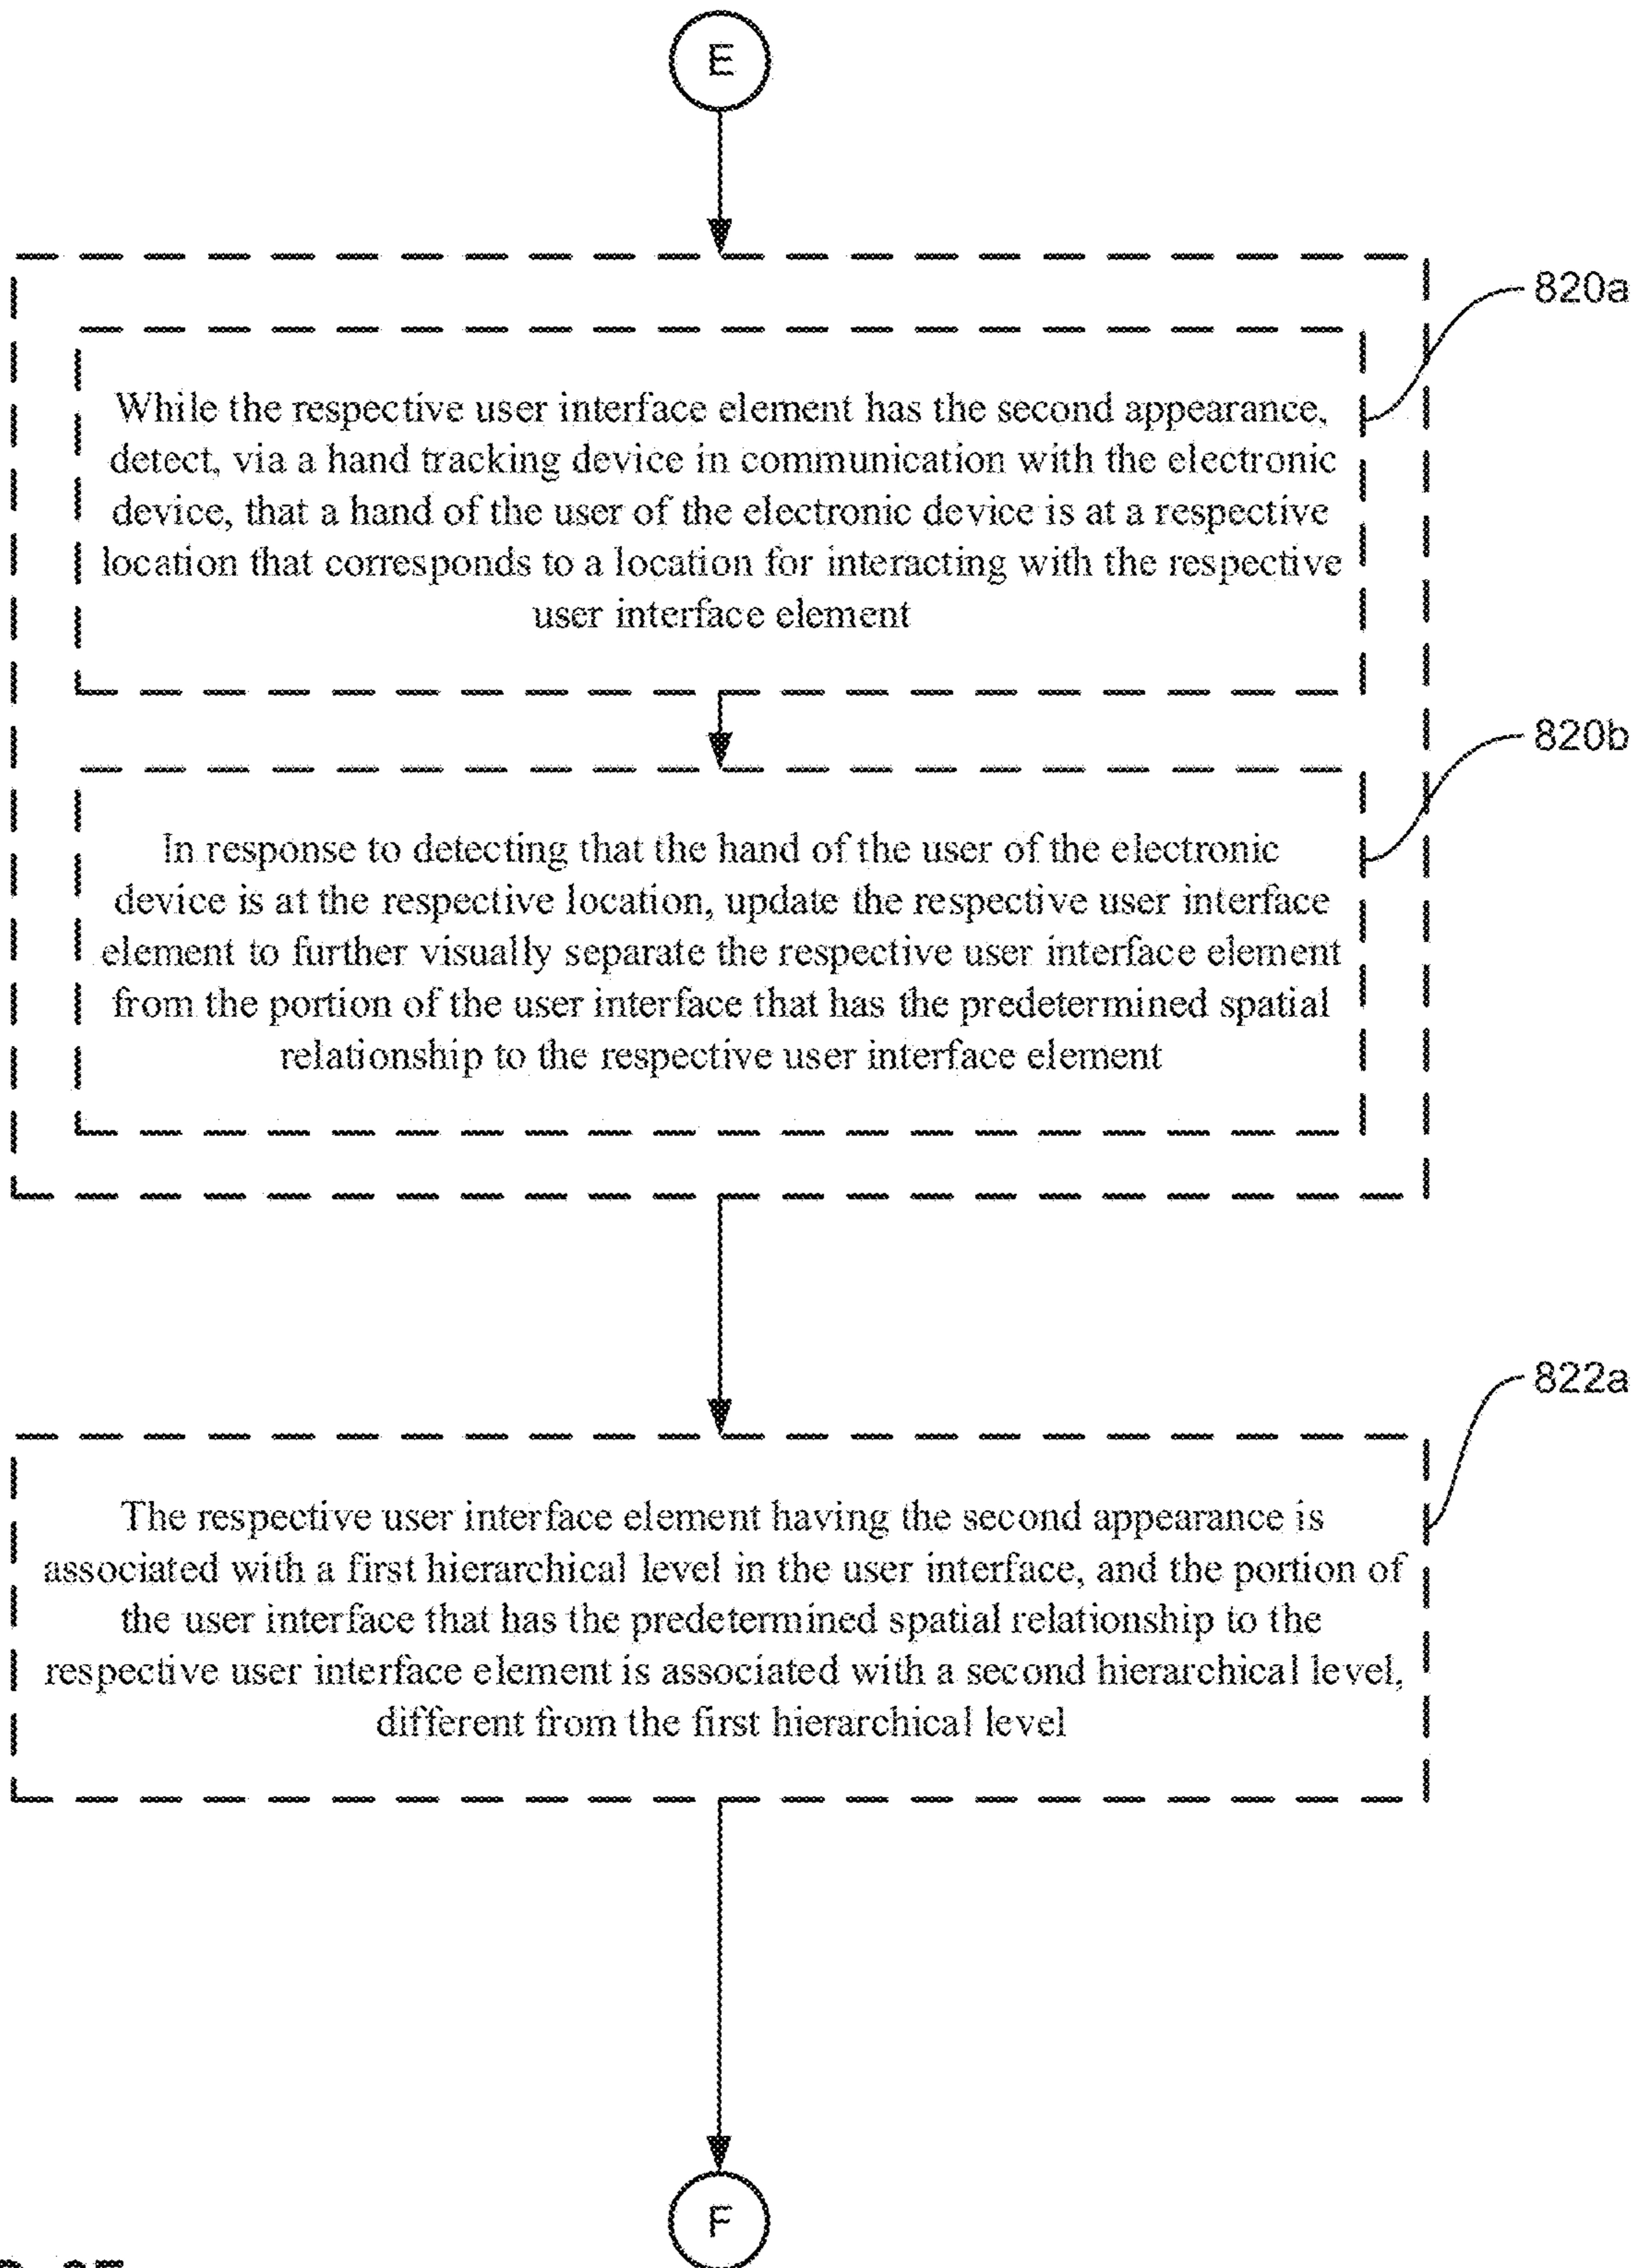 E
820a
While the respective user interface element has the second appearance,
detect, via a hand tracking device in communication with the electronic
device, that a hand of the user of the electronic device is at a respective
location that corresponds to a location for interacting with the respective
user interface element
820b
In response to detecting that the hand of the user of the electronic
device is at the respective location, update the respective user interface
element to further visually separate the respective user interface element
from the portion of the user interface that has the predetermined spatial
relationship to the respective user interface element
822a
The respective user interface element having the second appearance is
associated with a first hierarchical level in the user interface, and the portion of
the user interface that has the predetermined spatial relationship to the
respective user interface element is associated with a second hierarchical level,
different from the first hierarchical level
F